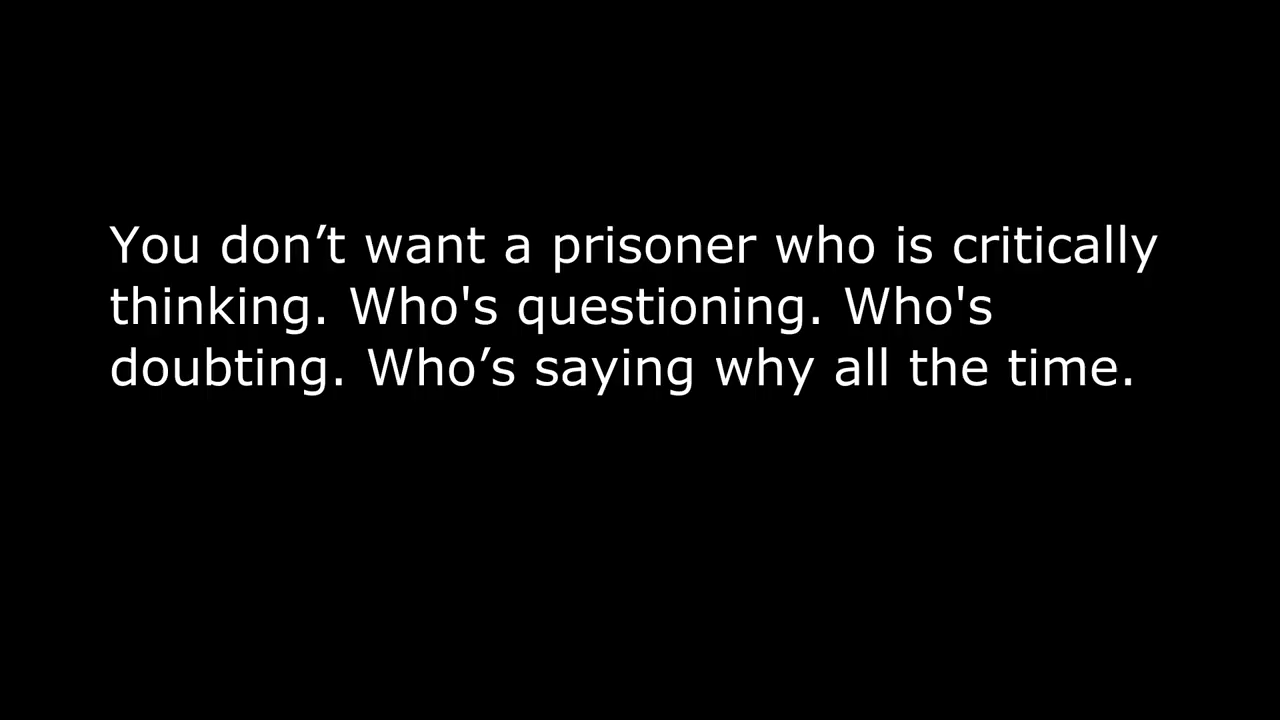 You don’t want a prisoner who is critically
thinking. Who's questioning. Who's
doubting. Who’s saying why all the time.